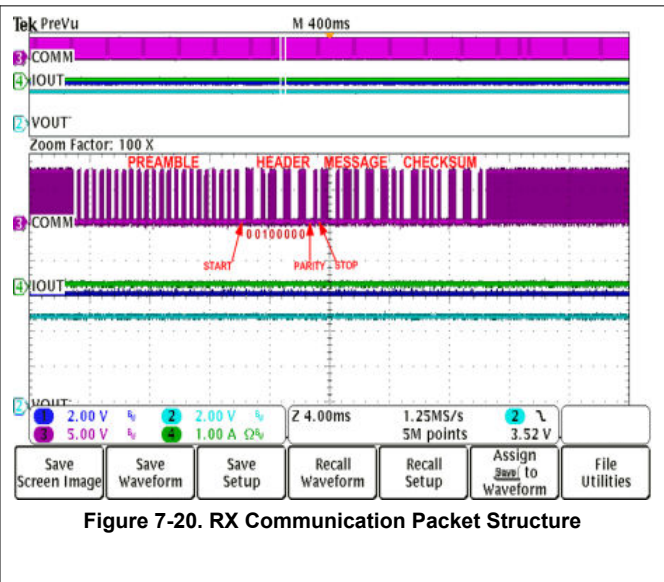 Tek PreVu M 400ms
3 COMM
4 IOUT
2 VOUT
Zoom Factor: 100 X
PREAMBLE HEADER MESSAGE CHECKSUM
3 COMM
00100000
START PARITY STOP
4 IOUT
2 VOUT
1 2.00 V 2 2.00 V Z 4.00ms 1.25MS/s 2
3 5.00 V 4 1.00 A Ω 5M points 3.52 V
Save Screen Image
Save Waveform
Save Setup
Recall Waveform
Recall Setup
Assign Save to Waveform
File Utilities
Figure 7-20. RX Communication Packet Structure